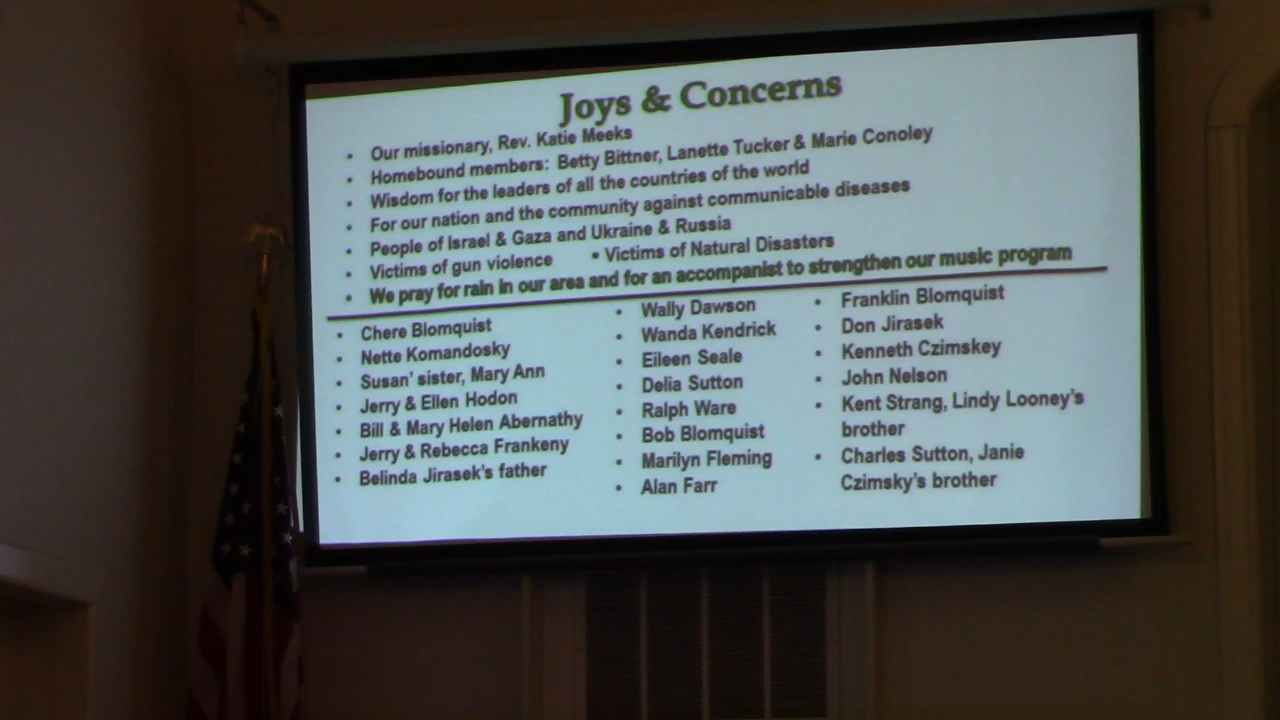 Joys & Concerns
• Our missionary, Rev. Katie Meeks
• Homebound members: Betty Bittner, Lanette Tucker & Marie Conoley
• Wisdom for the leaders of all the countries of the world
• For our nation and the community against communicable diseases
• People of Israel & Gaza and Ukraine & Russia
• Victims of gun violence • Victims of Natural Disasters
• We pray for rain in our area and for an accompanist to strengthen our music program
• Chere Blomquist
• Nette Komandosky
• Susan' sister, Mary Ann
• Jerry & Ellen Hodon
• Bill & Mary Helen Abernathy
• Jerry & Rebecca Frankeny
• Belinda Jirasek's father
• Wally Dawson
• Wanda Kendrick
• Eileen Seale
• Delia Sutton
• Ralph Ware
• Bob Blomquist
• Marilyn Fleming
• Alan Farr
• Franklin Blomquist
• Don Jirasek
• Kenneth Czimskey
• John Nelson
• Kent Strang, Lindy Looney's
brother
• Charles Sutton, Janie
Czimsky's brother